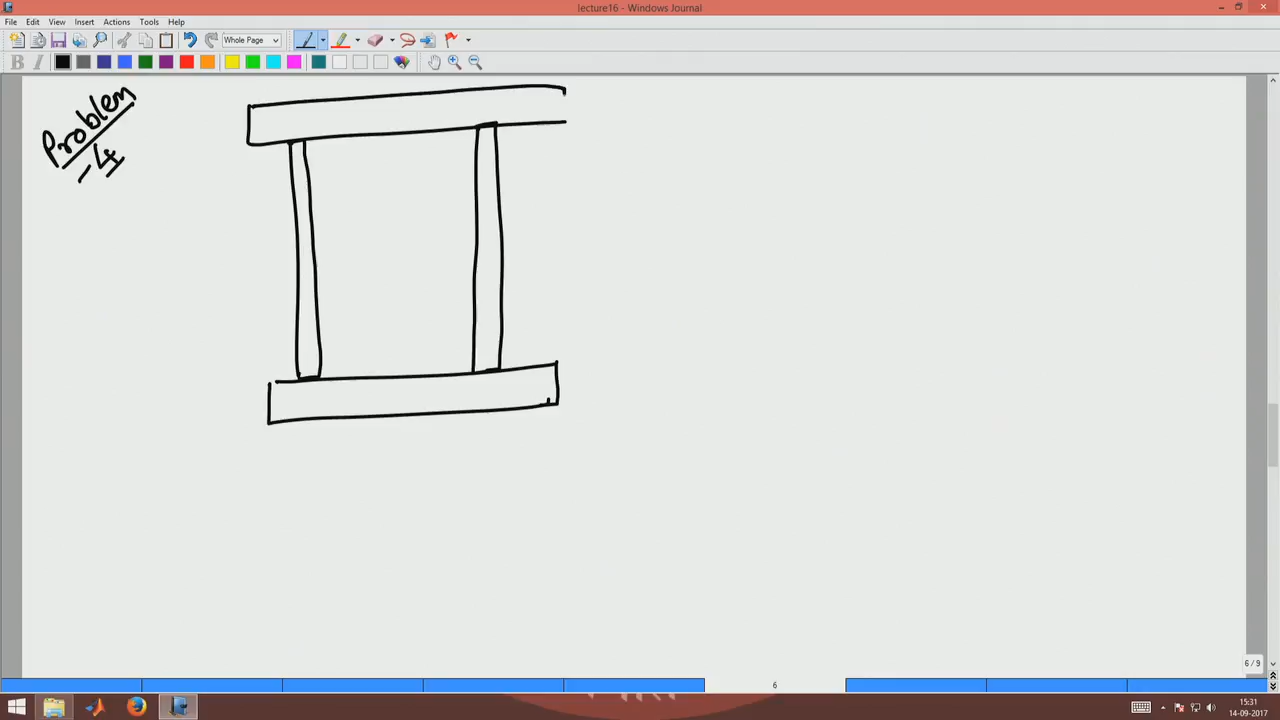 lecture16 - Windows Journal
File Edit View Insert Actions Tools Help
Whole Page
B I
Problem
-4
6 / 9
6
15:31
14-09-2017